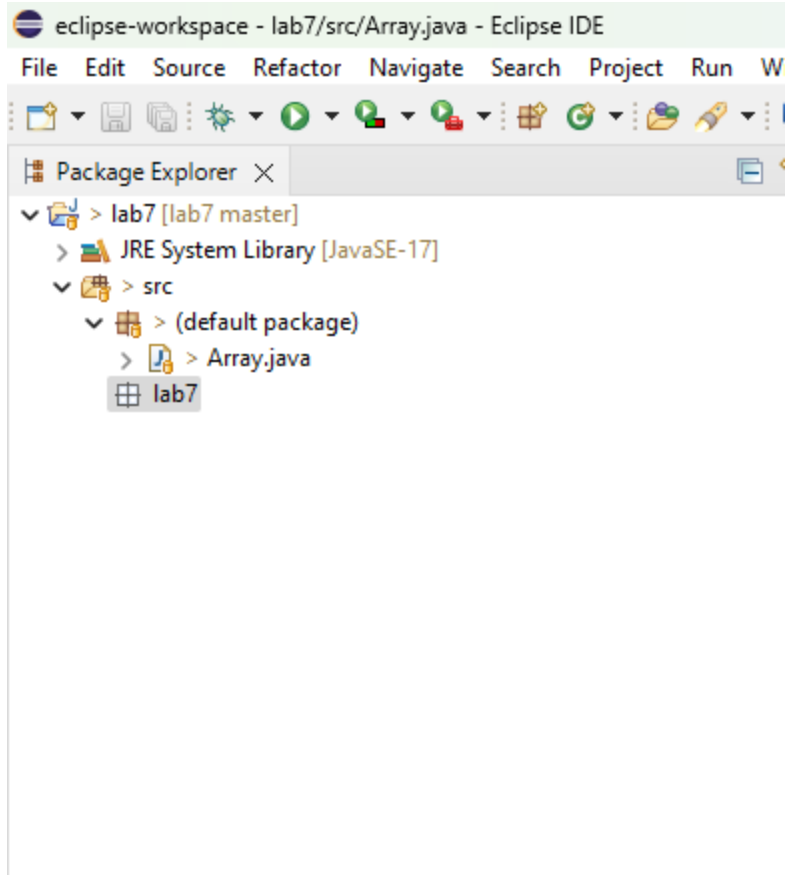 eclipse-workspace - lab7/src/Array.java - Eclipse IDE
File Edit Source Refactor Navigate Search Project Run W
Package Explorer
> lab7 [lab7 master]
JRE System Library [JavaSE-17]
> src
> (default package)
> Array.java
lab7